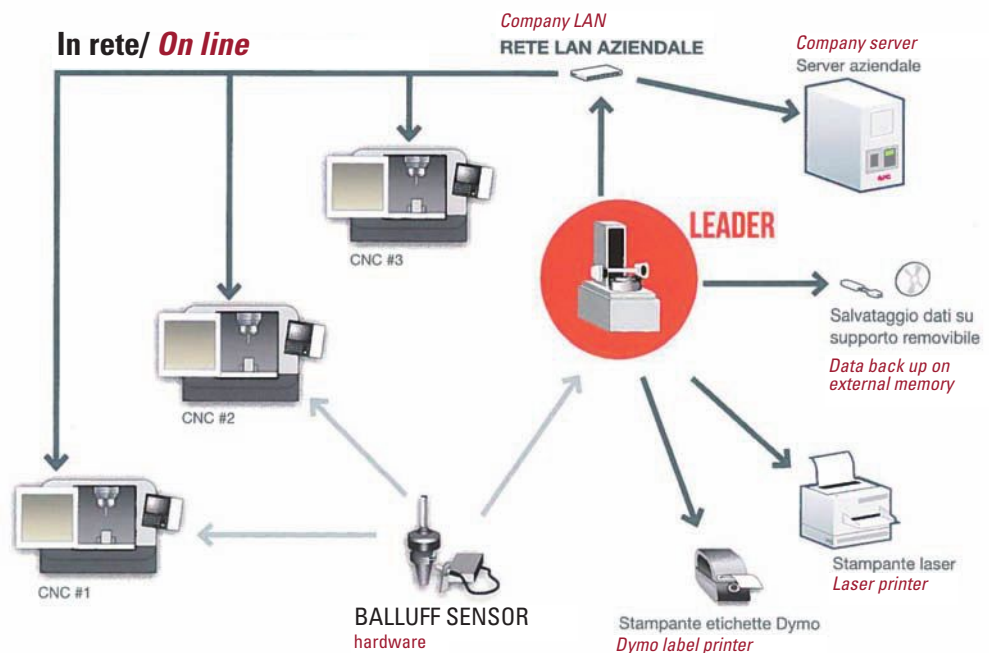 In rete/ On line
Company LAN
RETE LAN AZIENDALE
Company server
Server aziendale
CNC #3
LEADER
Salvataggio dati su
supporto removibile
Data back up on
external memory
CNC #2
CNC #1
BALLUFF SENSOR
hardware
Stampante laser
Laser printer
Stampante etichette Dymo
Dymo label printer